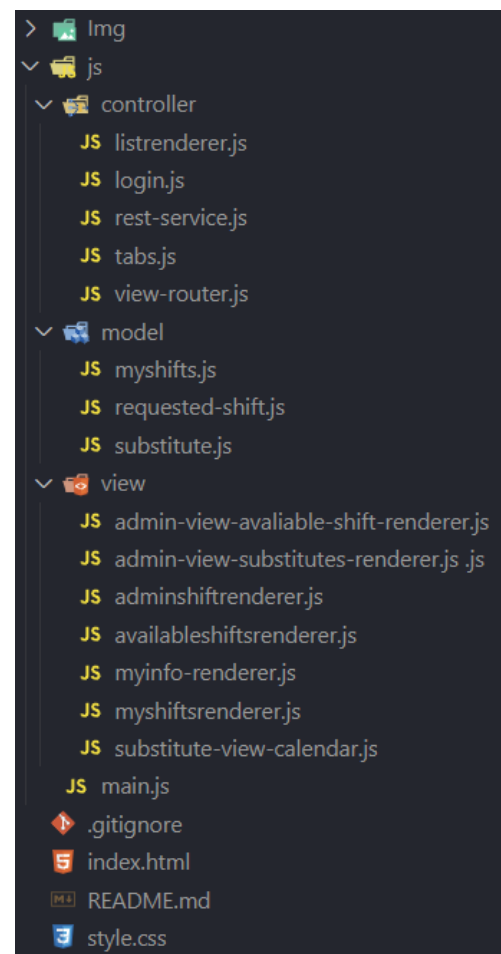 Img
js
controller
JS listrenderer.js
JS login.js
JS rest-service.js
JS tabs.js
JS view-router.js
model
JS myshifts.js
JS requested-shift.js
JS substitute.js
view
JS admin-view-avaliable-shift-renderer.js
JS admin-view-substitutes-renderer.js .js
JS adminshiftrenderer.js
JS availableshiftsrenderer.js
JS myinfo-renderer.js
JS myshiftsrenderer.js
JS substitute-view-calendar.js
JS main.js
.gitignore
index.html
README.md
style.css